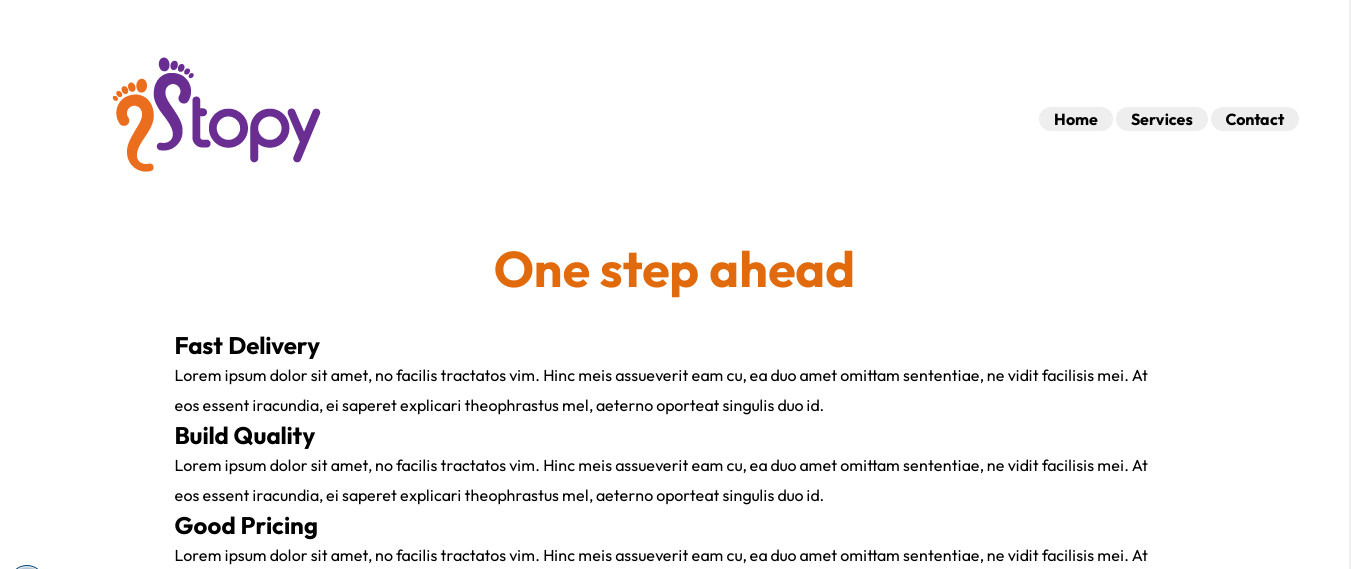 Stopy
Home Services Contact
One step ahead
Fast Delivery
Lorem ipsum dolor sit amet, no facilis tractatos vim. Hinc meis assueverit eam cu, ea duo amet omittam sententiae, ne vidit facilisis mei. At
eos essent iracundia, ei saperet explicari theophrastus mel, aeterno oporteat singulis duo id.
Build Quality
Lorem ipsum dolor sit amet, no facilis tractatos vim. Hinc meis assueverit eam cu, ea duo amet omittam sententiae, ne vidit facilisis mei. At
eos essent iracundia, ei saperet explicari theophrastus mel, aeterno oporteat singulis duo id.
Good Pricing
Lorem ipsum dolor sit amet, no facilis tractatos vim. Hinc meis assueverit eam cu, ea duo amet omittam sententiae, ne vidit facilisis mei. At